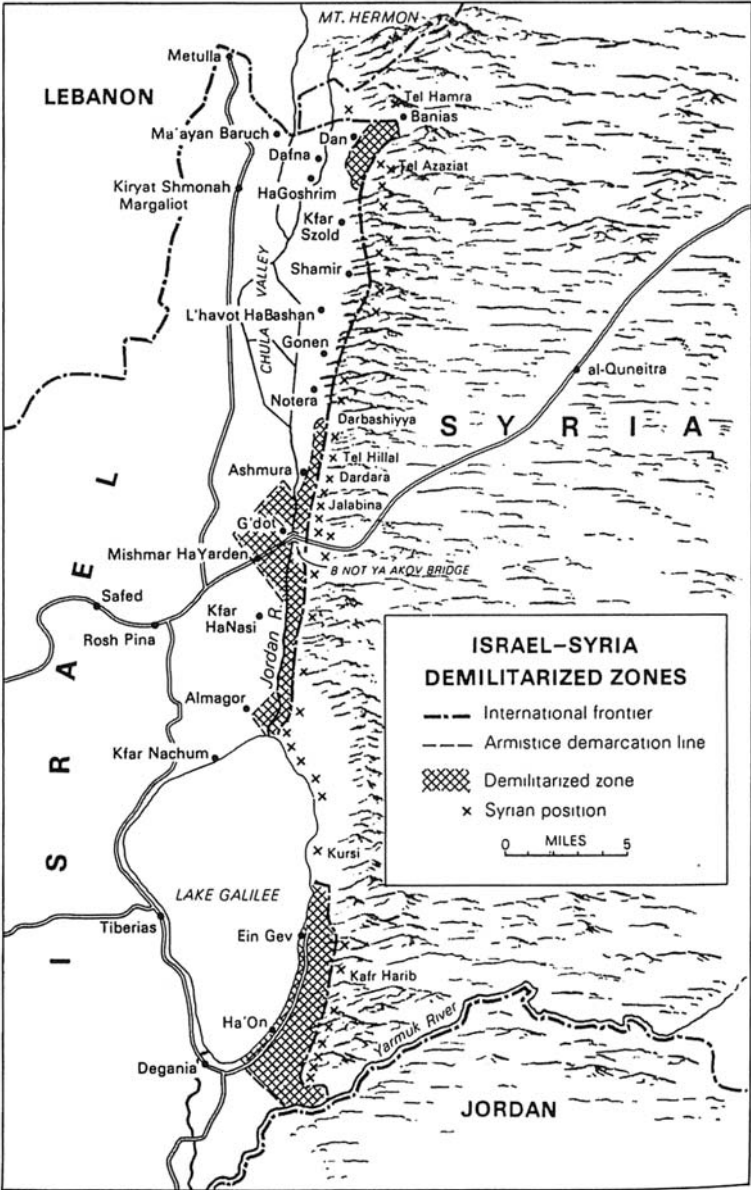 MT. HERMON
Metulla
LEBANON
Tel Hamra
Banias
Ma'ayan Baruch
Dan
Dafna
Tel Azaziat
HaGoshrim
Kiryat Shmonah
Margaliot
Kfar
Szold
Shamir
CHULA VALLEY
L'havot HaBashan
Gonen
al-Quneitra
Notera
Darbashiyya
SYRIA
Tel Hillal
Ashmura
Dardara
Jalabina
G'dot
Mishmar HaYarden
B NOT YA AKOV BRIDGE
Safed
Kfar
HaNasi
Rosh Pina
Jordan R.
Almagor
Kfar Nachum
ISRAEL
Kursi
LAKE GALILEE
Tiberias
Ein Gev
Kafr Harib
Ha'On
Yarmuk River
Degania
JORDAN
ISRAEL–SYRIA
DEMILITARIZED ZONES
International frontier
Armistice demarcation line
Demilitarized zone
Syrian position
0 MILES 5